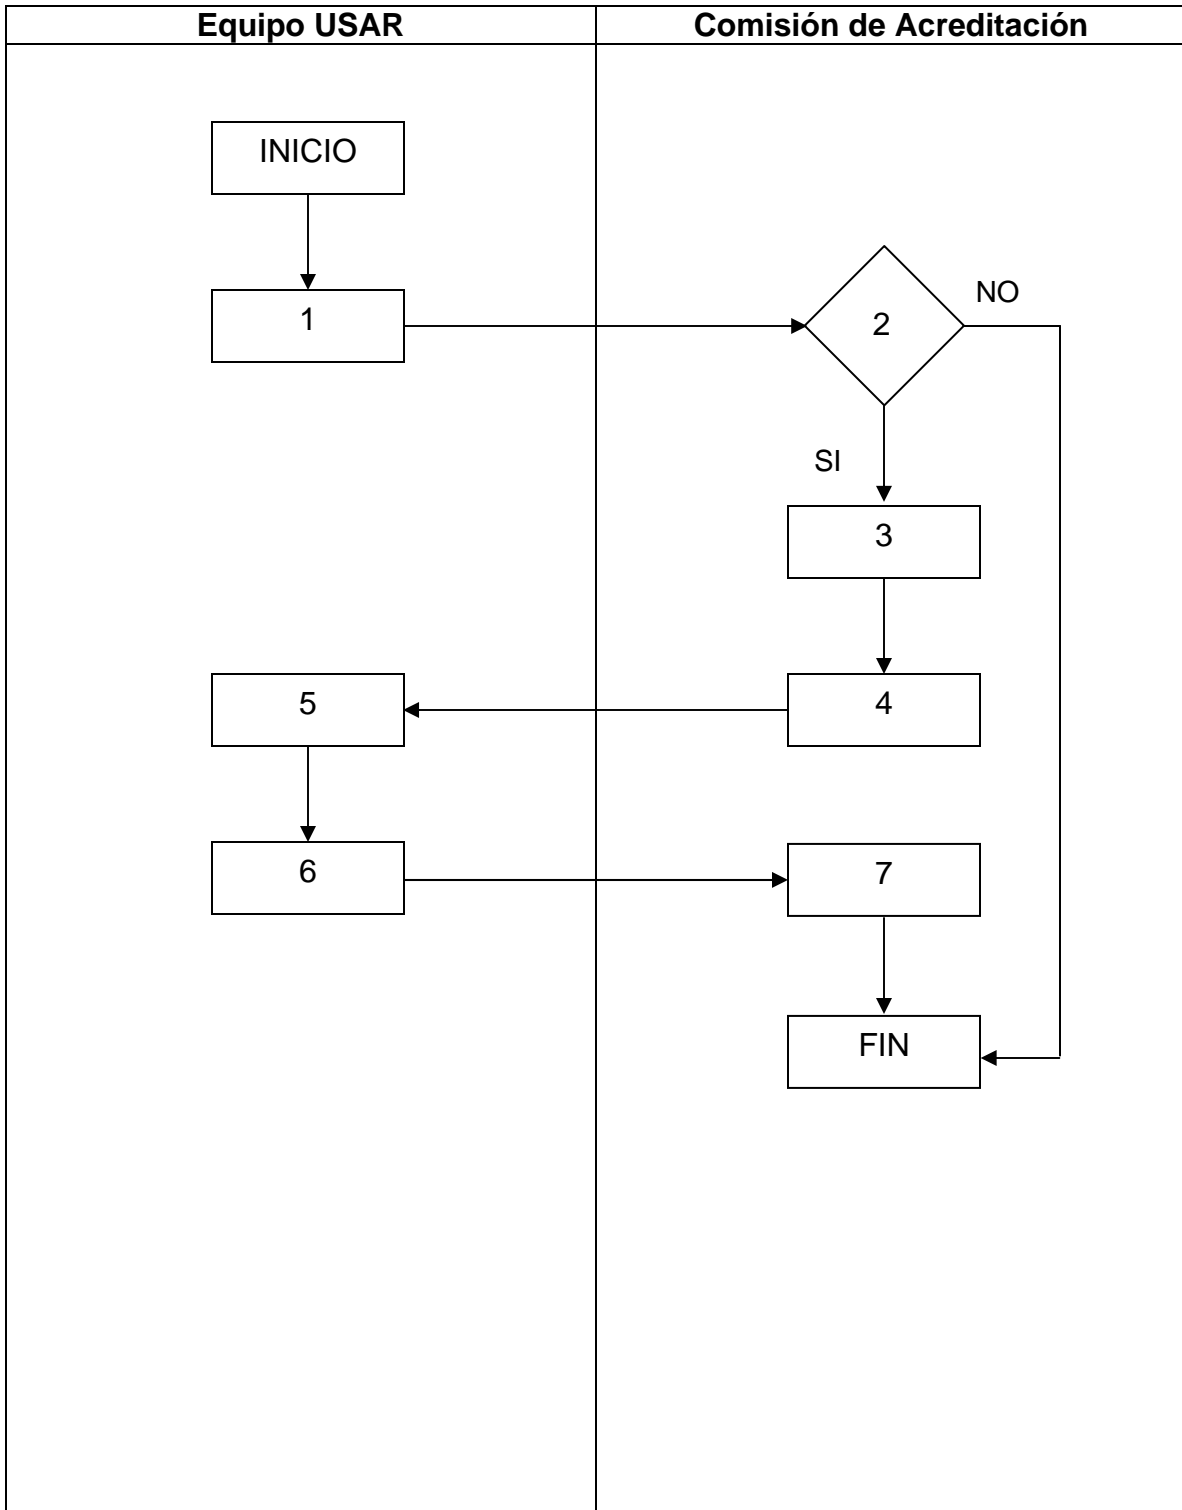 Equipo USAR
Comisión de Acreditación
INICIO
1
2
NO
SI
3
5
4
6
7
FIN